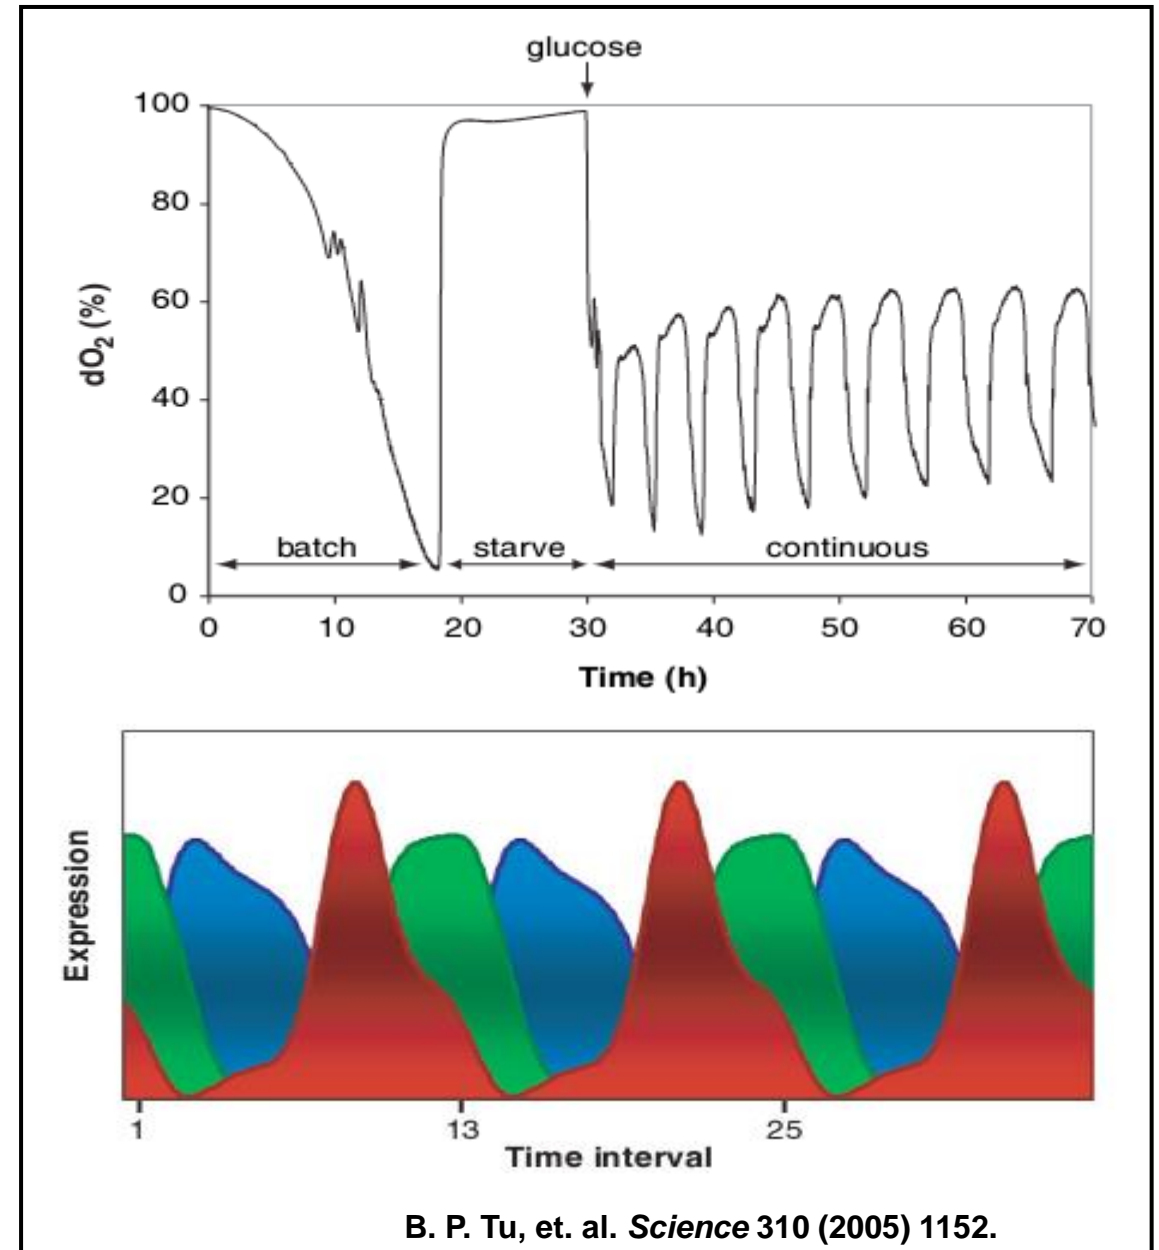 glucose
100
80
60
40
20
0
dO2 (%)
batch
starve
continuous
0 10 20 30 40 50 60 70
Time (h)
Expression
1 13 25
Time interval
B. P. Tu, et. al. Science 310 (2005) 1152.